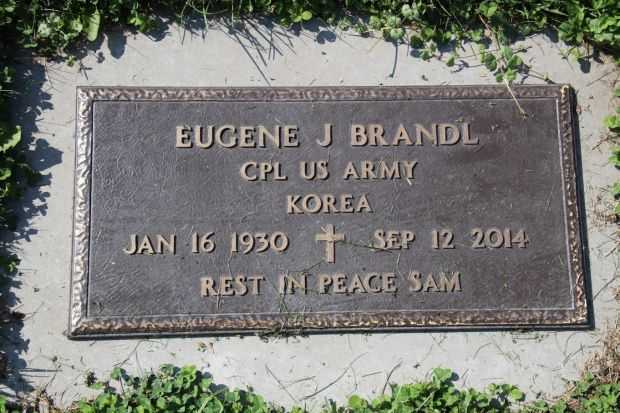 EUGENE J BRANDL
CPL US ARMY
KOREA
JAN 16 1930 SEP 12 2014
REST IN PEACE SAM